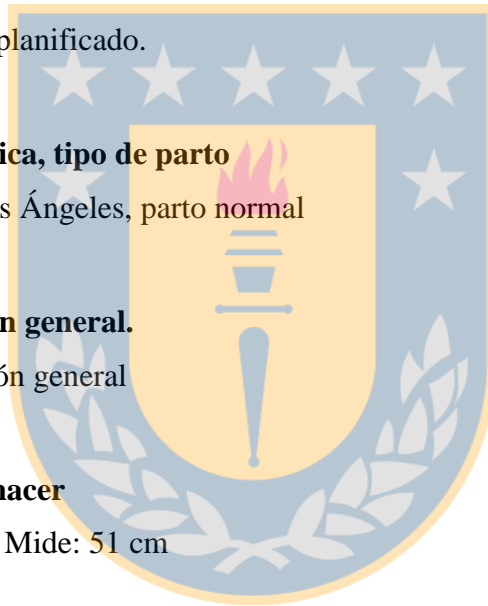 planificado.
ica, tipo de parto
s Ángeles, parto normal
n general.
ón general
nacer
Mide: 51 cm